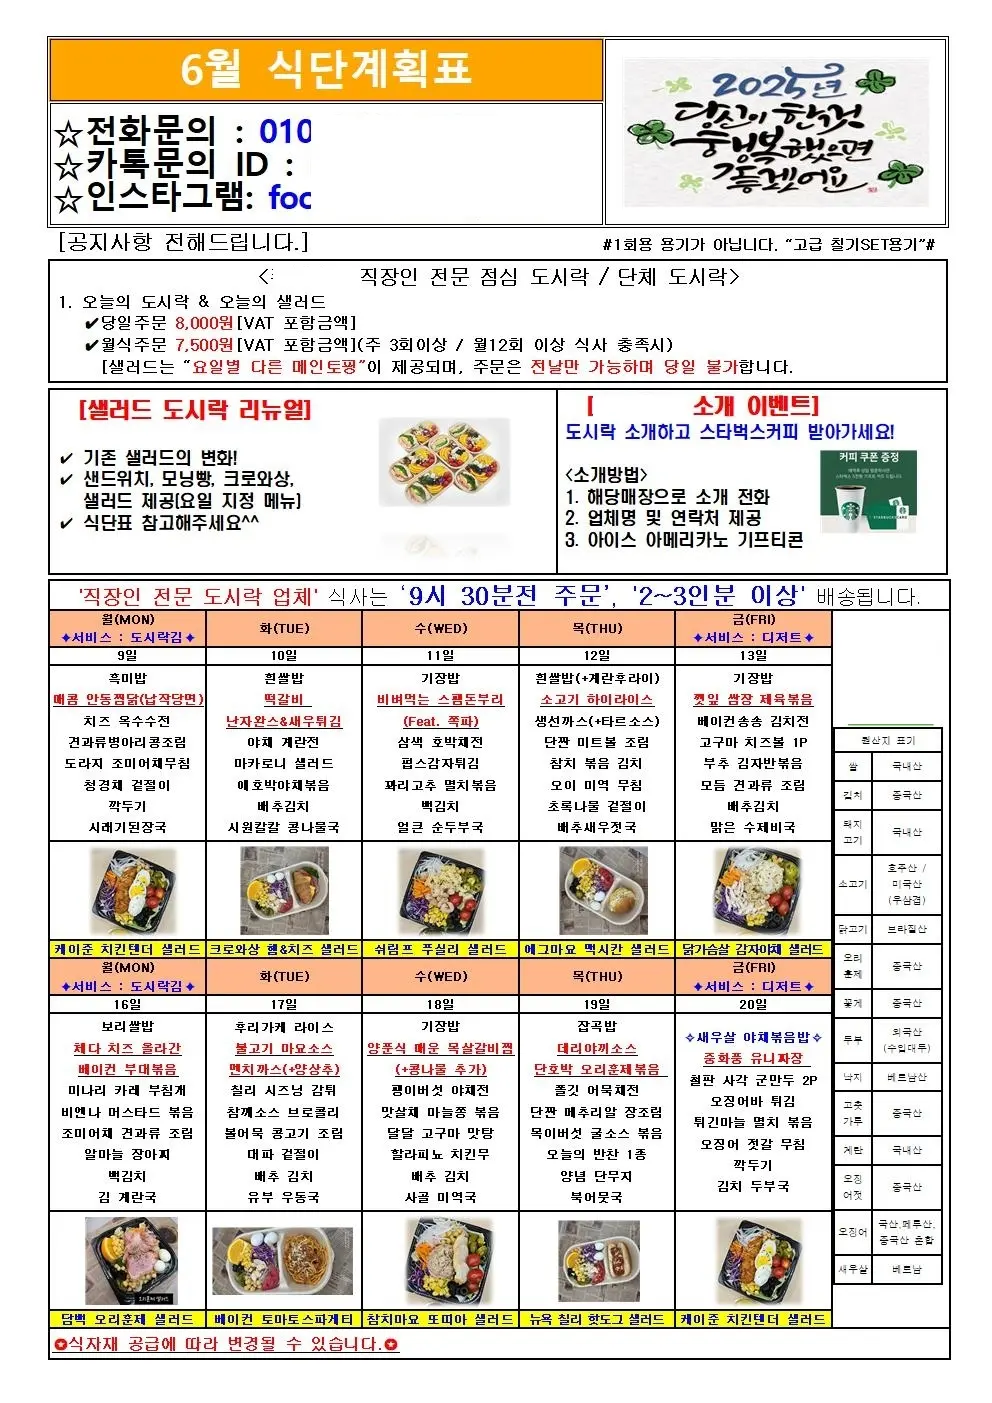 6월 식단계획표
2025년
당신이 한 것
행복했으면
좋겠어요
☆전화문의 : 010
☆카톡문의 ID :
☆인스타그램: foo
[공지사항 전해드립니다.]
#1회용 용기가 아닙니다. “고급 칠기SET용기”#
< 직장인 전문 점심 도시락 / 단체 도시락>
1. 오늘의 도시락 & 오늘의 샐러드
✔당일주문 8,000원[VAT 포함금액]
✔월식주문 7,500원[VAT 포함금액](주 3회이상 / 월12회 이상 식사 충족시)
[샐러드는 “요일별 다른 메인토핑”이 제공되며, 주문은 전날만 가능하며 당일 불가합니다.
[샐러드 도시락 리뉴얼]
✔ 기존 샐러드의 변화!
✔ 샌드위치, 모닝빵, 크로와상,
샐러드 제공(요일 지정 메뉴)
✔ 식단표 참고해주세요^^
[ 소개 이벤트]
도시락 소개하고 스타벅스커피 받아가세요!
<소개방법>
1. 해당매장으로 소개 전화
2. 업체명 및 연락처 제공
3. 아이스 아메리카노 기프티콘
커피 쿠폰 증정
'직장인 전문 도시락 업체' 식사는 ‘9시 30분전 주문’, '2~3인분 이상' 배송됩니다.
월(MON)
✦서비스 : 도시락김✦
화(TUE)
수(WED)
목(THU)
금(FRI)
✦서비스 : 디저트✦
9일
10일
11일
12일
13일
흑미밥
매콤 안동찜닭(납작당면)
치즈 옥수수전
견과류병아리콩조림
도라지 조미어채무침
청경채 겉절이
깍두기
시래기된장국
흰쌀밥
떡갈비
난자완스&새우튀김
야채 계란전
마카로니 샐러드
애호박야채볶음
배추김치
시원칼칼 콩나물국
기장밥
비벼먹는 스팸돈부리
(Feat. 쪽파)
삼색 호박채전
펍스감자튀김
꽈리고추 멸치볶음
백김치
얼큰 순두부국
흰쌀밥(+계란후라이)
소고기 하이라이스
생선까스(+타르소스)
단짠 미트볼 조림
참치 볶음 김치
오이 미역 무침
초록나물 겉절이
배추새우젓국
기장밥
깻잎 쌈장 제육볶음
베이컨송송 김치전
고구마 치즈볼 1P
부추 김자반볶음
모듬 견과류 조림
배추김치
맑은 수제비국
케이준 치킨텐더 샐러드
크로와상 햄&치즈 샐러드
쉬림프 푸실리 샐러드
에그마요 멕시칸 샐러드
닭가슴살 감자야채 샐러드
월(MON)
✦서비스 : 도시락김✦
화(TUE)
수(WED)
목(THU)
금(FRI)
✦서비스 : 디저트✦
16일
17일
18일
19일
20일
보리쌀밥
체다 치즈 올라간
베이컨 부대볶음
미나리 카레 부침개
비엔나 머스타드 볶음
조미어채 견과류 조림
알마늘 장아찌
백김치
김 계란국
후리가케 라이스
불고기 마요소스
멘치까스(+양상추)
칠리 시즈닝 감튀
참깨소스 브로콜리
볼어묵 콩고기 조림
대파 겉절이
배추 김치
유부 우동국
기장밥
양푼식 매운 목살갈비찜
(+콩나물 추가)
팽이버섯 야채전
맛살채 마늘쫑 볶음
달달 고구마 맛탕
할라피뇨 치킨무
배추 김치
사골 미역국
잡곡밥
데리야끼소스
단호박 오리훈제볶음
쫄깃 어묵채전
단짠 메추리알 장조림
목이버섯 굴소스 볶음
오늘의 반찬 1종
양념 단무지
북어뭇국
✧새우살 야채볶음밥✧
중화풍 유니짜장
철판 사각 군만두 2P
오징어바 튀김
튀긴마늘 멸치 볶음
오징어 젓갈 무침
깍두기
김치 두부국
담백 오리훈제 샐러드
베이컨 토마토스파게티
참치마요 또띠아 샐러드
뉴욕 칠리 핫도그 샐러드
케이준 치킨텐더 샐러드
원산지 표기
쌀 국내산
김치 중국산
돼지고기 국내산
소고기 호주산 / 미국산 (우삼겹)
닭고기 브라질산
오리훈제 중국산
꽃게 중국산
두부 외국산 (수입대두)
낙지 베트남산
고춧가루 중국산
계란 국내산
오징어젓 중국산
오징어 국산,페루산, 중국산 혼합
새우살 베트남
✪식자재 공급에 따라 변경될 수 있습니다.✪